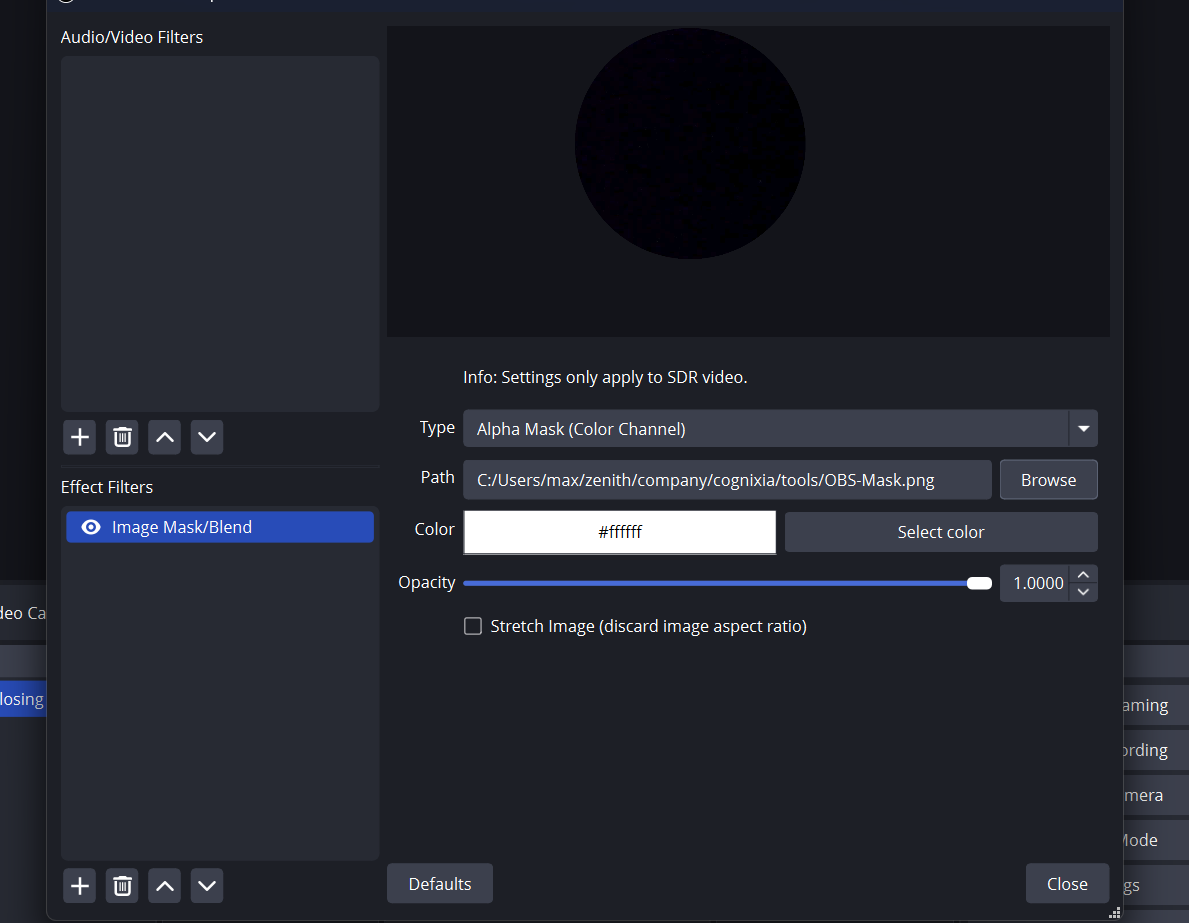 Audio/Video Filters
Effect Filters
Image Mask/Blend
Info: Settings only apply to SDR video.
Type
Alpha Mask (Color Channel)
Path
C:/Users/max/zenith/company/cognixia/tools/OBS-Mask.png
Browse
Color
#ffffff
Select color
Opacity
1.0000
Stretch Image (discard image aspect ratio)
Defaults
Close
deo Ca
losing
aming
ording
mera
Mode
gs